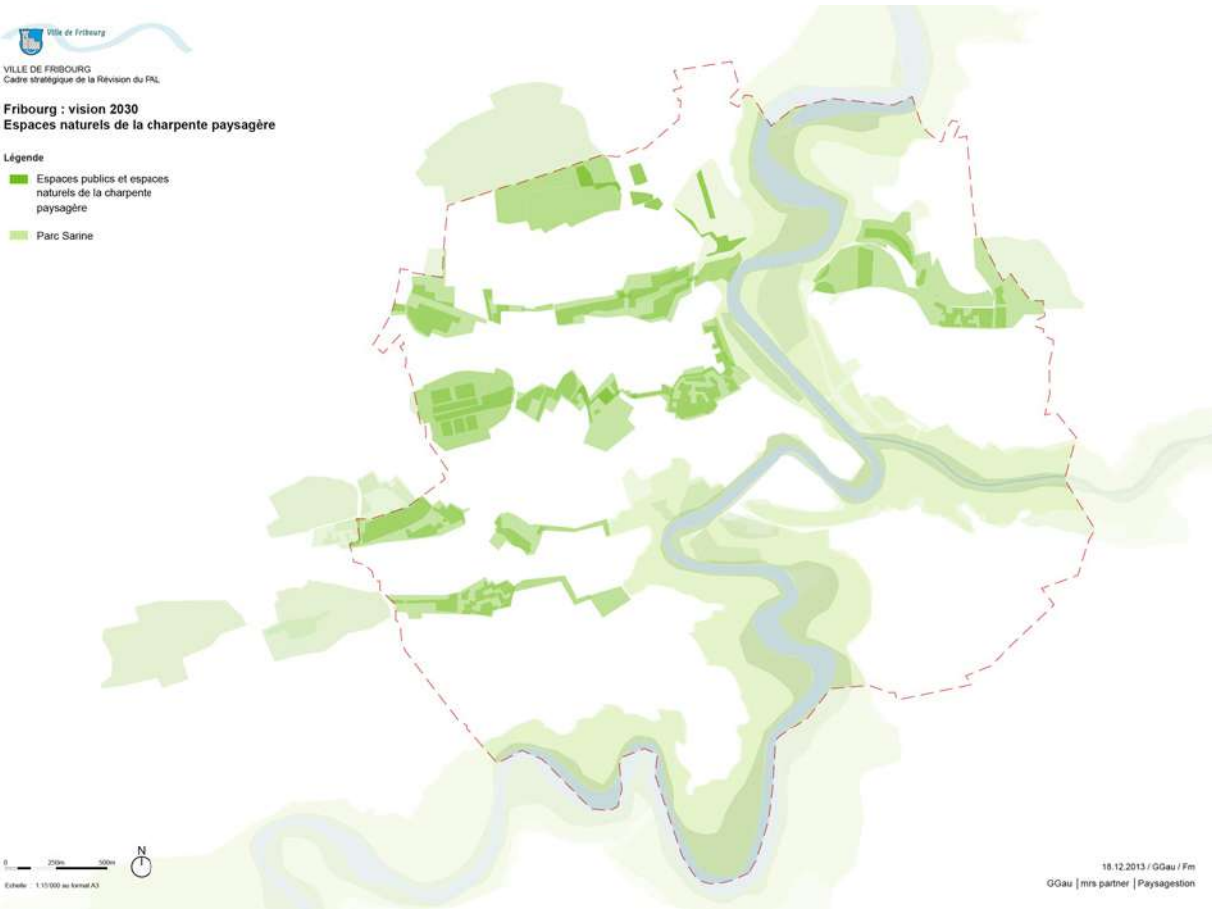 Ville de Fribourg
VILLE DE FRIBOURG
Cadre stratégique de la Révision du PAL
Fribourg : vision 2030
Espaces naturels de la charpente paysagère
Légende
Espaces publics et espaces
naturels de la charpente
paysagère
Parc Sarine
0 250m 500m
N
Echelle : 1:15'000 au format A3
18.12.2013 / GGau / Fm
GGau | mrs partner | Paysagestion